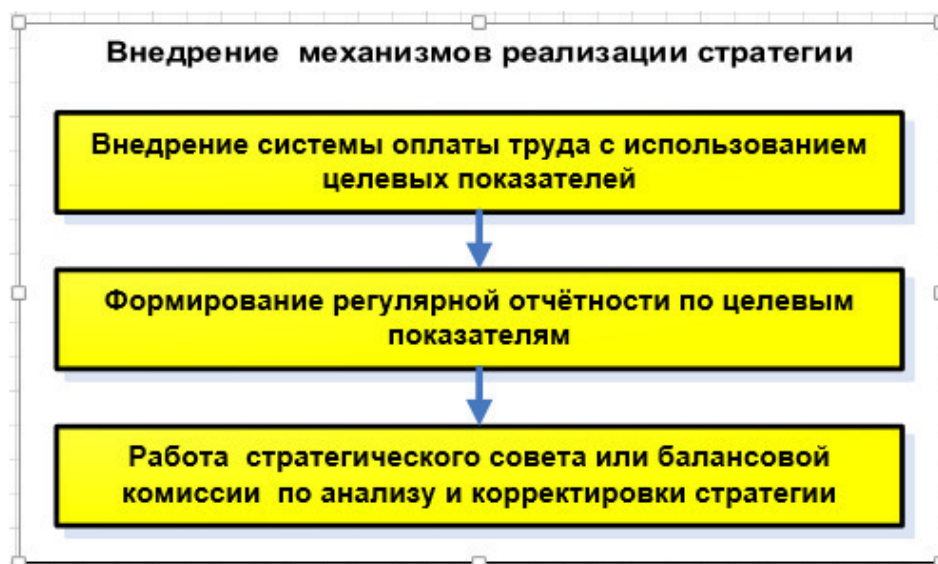 Внедрение механизмов реализации стратегии
Внедрение системы оплаты труда с использованием
целевых показателей
Формирование регулярной отчётности по целевым
показателям
Работа стратегического совета или балансовой
комиссии по анализу и корректировки стратегии